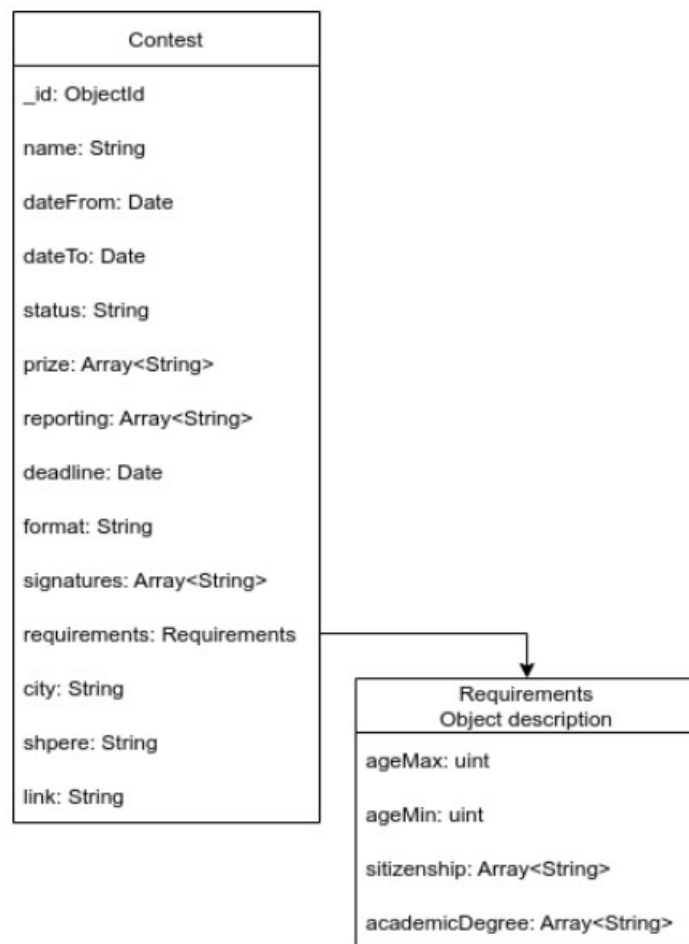 Contest
_id: ObjectId
name: String
dateFrom: Date
dateTo: Date
status: String
prize: Array<String>
reporting: Array<String>
deadline: Date
format: String
signatures: Array<String>
requirements: Requirements
city: String
shpere: String
link: String
Requirements
Object description
ageMax: uint
ageMin: uint
sitizenship: Array<String>
academicDegree: Array<String>